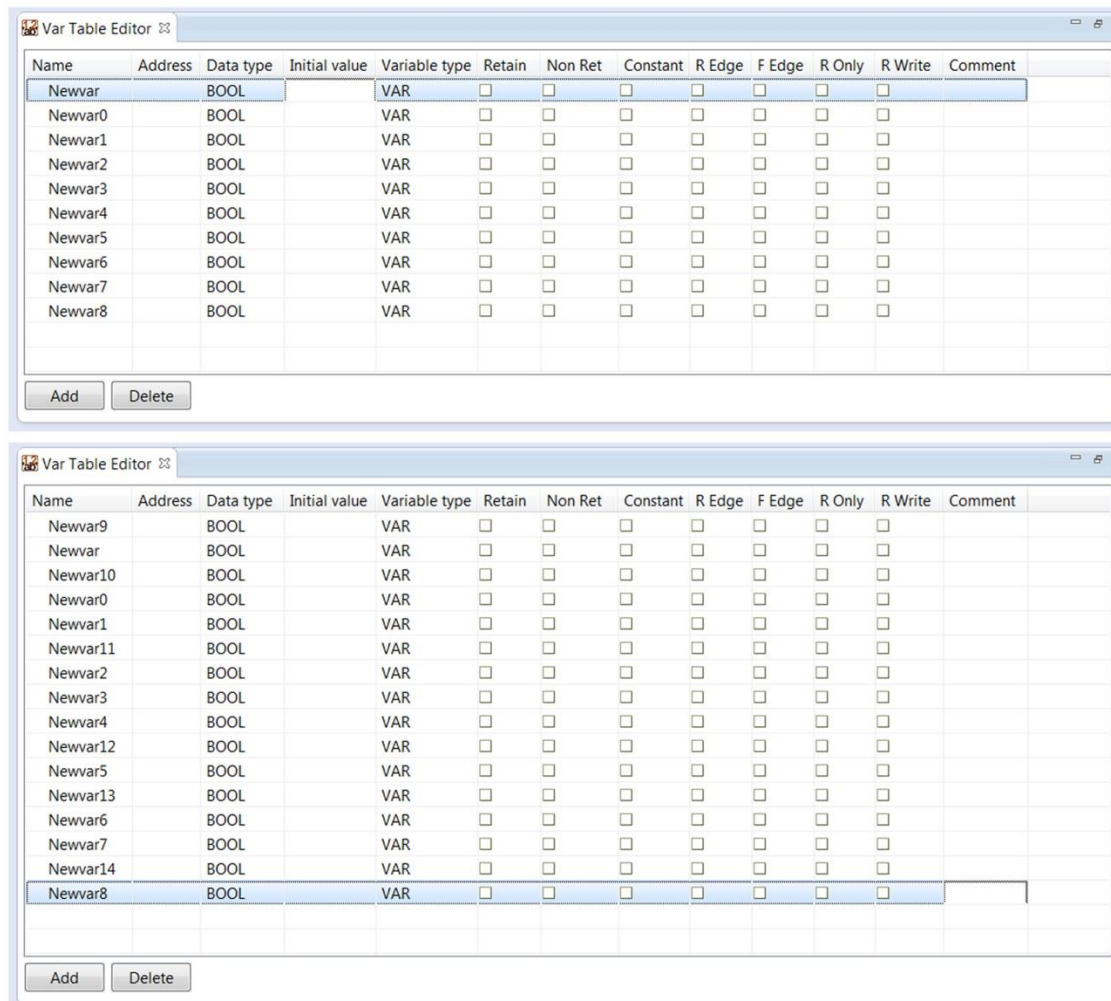 Var Table Editor
Name Address Data type Initial value Variable type Retain Non Ret Constant R Edge F Edge R Only R Write Comment
Newvar BOOL VAR
Newvar0 BOOL VAR
Newvar1 BOOL VAR
Newvar2 BOOL VAR
Newvar3 BOOL VAR
Newvar4 BOOL VAR
Newvar5 BOOL VAR
Newvar6 BOOL VAR
Newvar7 BOOL VAR
Newvar8 BOOL VAR
Add Delete
Var Table Editor
Name Address Data type Initial value Variable type Retain Non Ret Constant R Edge F Edge R Only R Write Comment
Newvar9 BOOL VAR
Newvar BOOL VAR
Newvar10 BOOL VAR
Newvar0 BOOL VAR
Newvar1 BOOL VAR
Newvar11 BOOL VAR
Newvar2 BOOL VAR
Newvar3 BOOL VAR
Newvar4 BOOL VAR
Newvar12 BOOL VAR
Newvar5 BOOL VAR
Newvar13 BOOL VAR
Newvar6 BOOL VAR
Newvar7 BOOL VAR
Newvar14 BOOL VAR
Newvar8 BOOL VAR
Add Delete